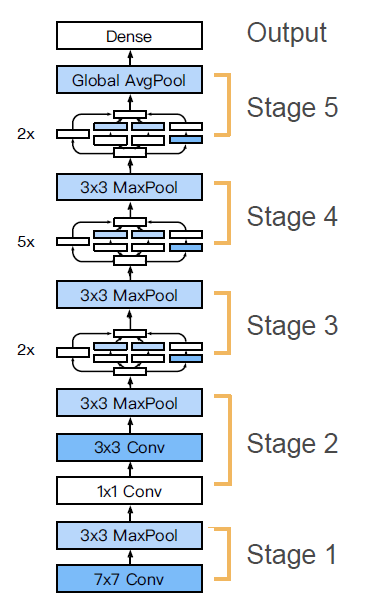 Dense
Output
Global AvgPool
Stage 5
2x
3x3 MaxPool
Stage 4
5x
3x3 MaxPool
Stage 3
2x
3x3 MaxPool
Stage 2
3x3 Conv
1x1 Conv
3x3 MaxPool
Stage 1
7x7 Conv